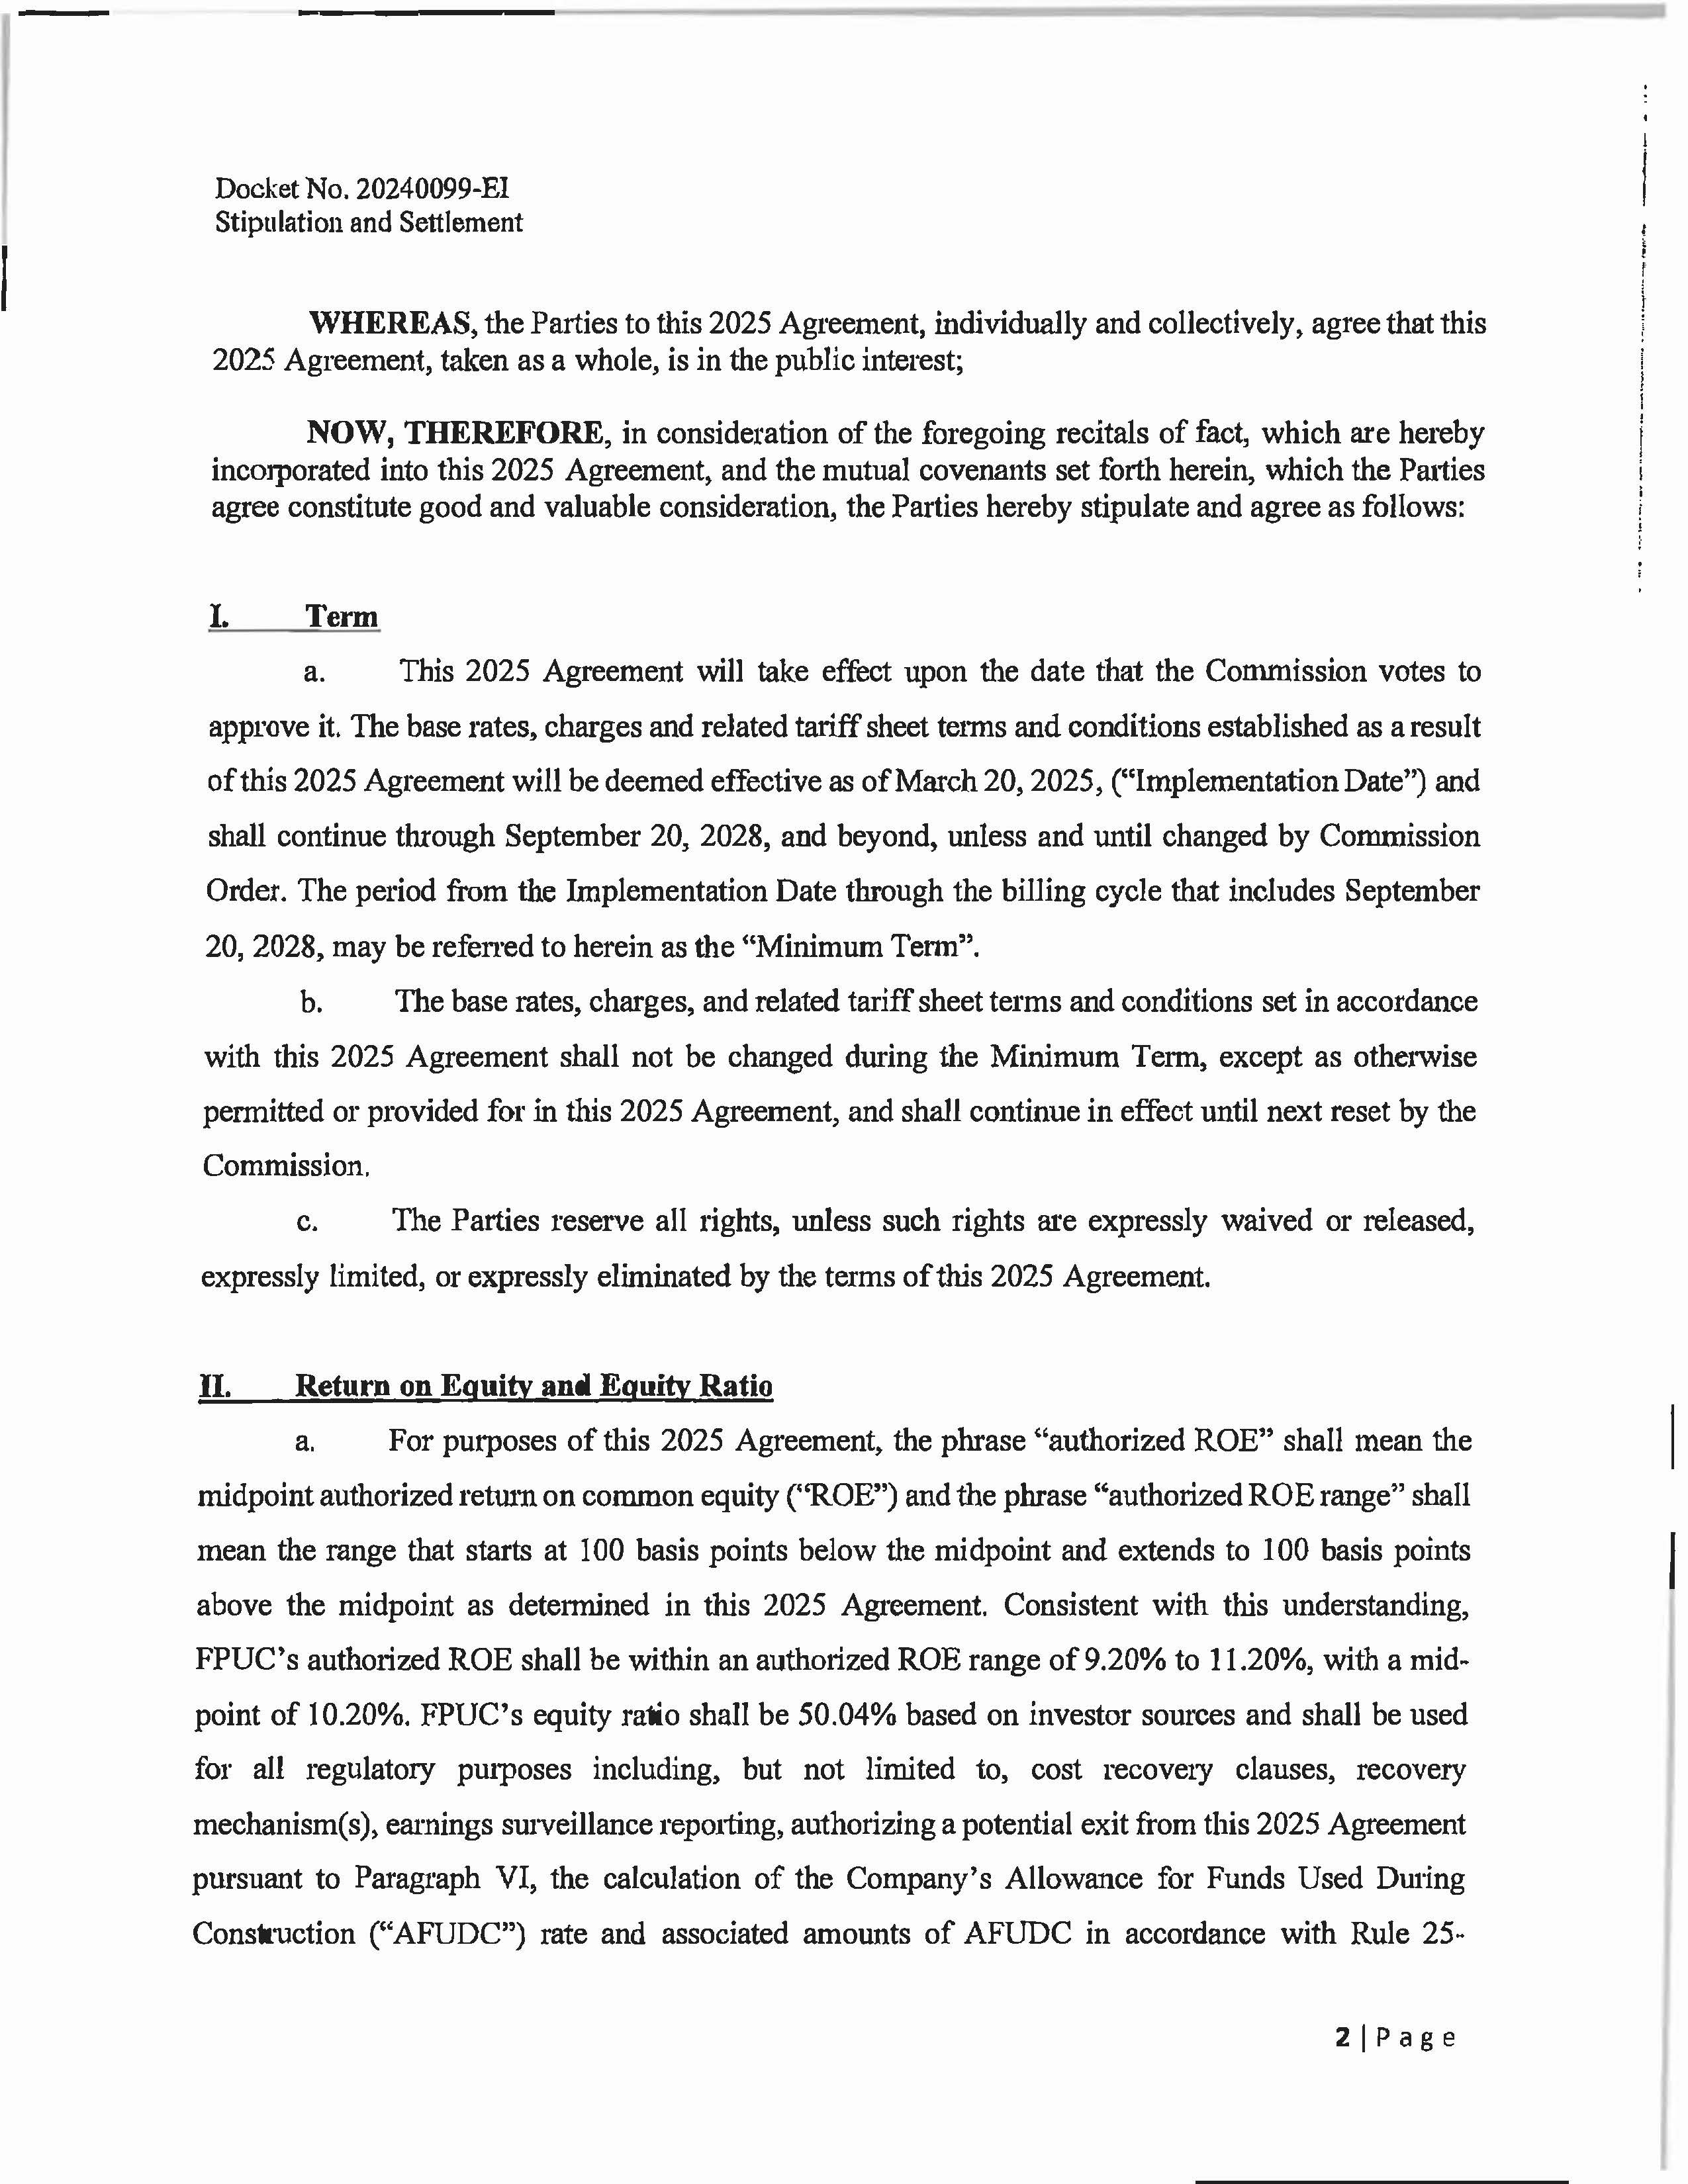 Docket No. 20240099-EI
Stipulation and Settlement
WHEREAS, the Parties to this 2025 Agreement, individually and collectively, agree that this
2025 Agreement, taken as a whole, is in the public interest;
NOW, THEREFORE, in consideration of the foregoing recitals of fact, which are hereby
incorporated into this 2025 Agreement, and the mutual covenants set forth herein, which the Parties
agree constitute good and valuable consideration, the Parties hereby stipulate and agree as follows:
I. Term
a. This 2025 Agreement will take effect upon the date that the Commission votes to
approve it. The base rates, charges and related tariff sheet terms and conditions established as a result
of this 2025 Agreement will be deemed effective as of March 20, 2025, (“Implementation Date”) and
shall continue through September 20, 2028, and beyond, unless and until changed by Commission
Order. The period from the Implementation Date through the billing cycle that includes September
20, 2028, may be referred to herein as the “Minimum Term”.
b. The base rates, charges, and related tariff sheet terms and conditions set in accordance
with this 2025 Agreement shall not be changed during the Minimum Term, except as otherwise
permitted or provided for in this 2025 Agreement, and shall continue in effect until next reset by the
Commission.
c. The Parties reserve all rights, unless such rights are expressly waived or released,
expressly limited, or expressly eliminated by the terms of this 2025 Agreement.
II. Return on Equity and Equity Ratio
a. For purposes of this 2025 Agreement, the phrase “authorized ROE” shall mean the
midpoint authorized return on common equity (“ROE”) and the phrase “authorized ROE range” shall
mean the range that starts at 100 basis points below the midpoint and extends to 100 basis points
above the midpoint as determined in this 2025 Agreement. Consistent with this understanding,
FPUC’s authorized ROE shall be within an authorized ROE range of 9.20% to 11.20%, with a mid-
point of 10.20%. FPUC’s equity ratio shall be 50.04% based on investor sources and shall be used
for all regulatory purposes including, but not limited to, cost recovery clauses, recovery
mechanism(s), earnings surveillance reporting, authorizing a potential exit from this 2025 Agreement
pursuant to Paragraph VI, the calculation of the Company’s Allowance for Funds Used During
Construction (“AFUDC”) rate and associated amounts of AFUDC in accordance with Rule 25-
2 | Page